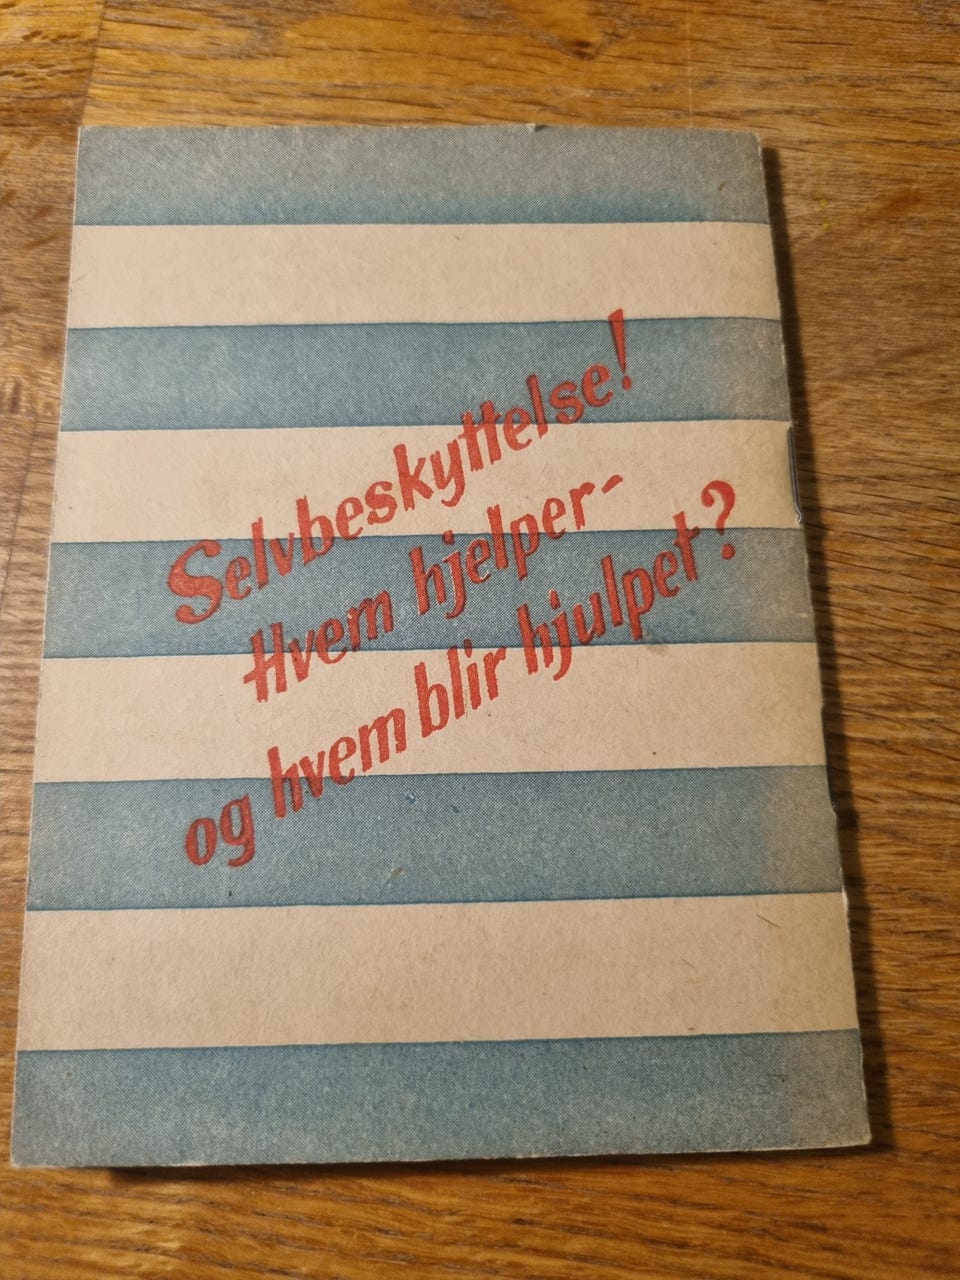 Selvbeskyttelse!
Hvem hjelper-
og hvem blir hjulpet?